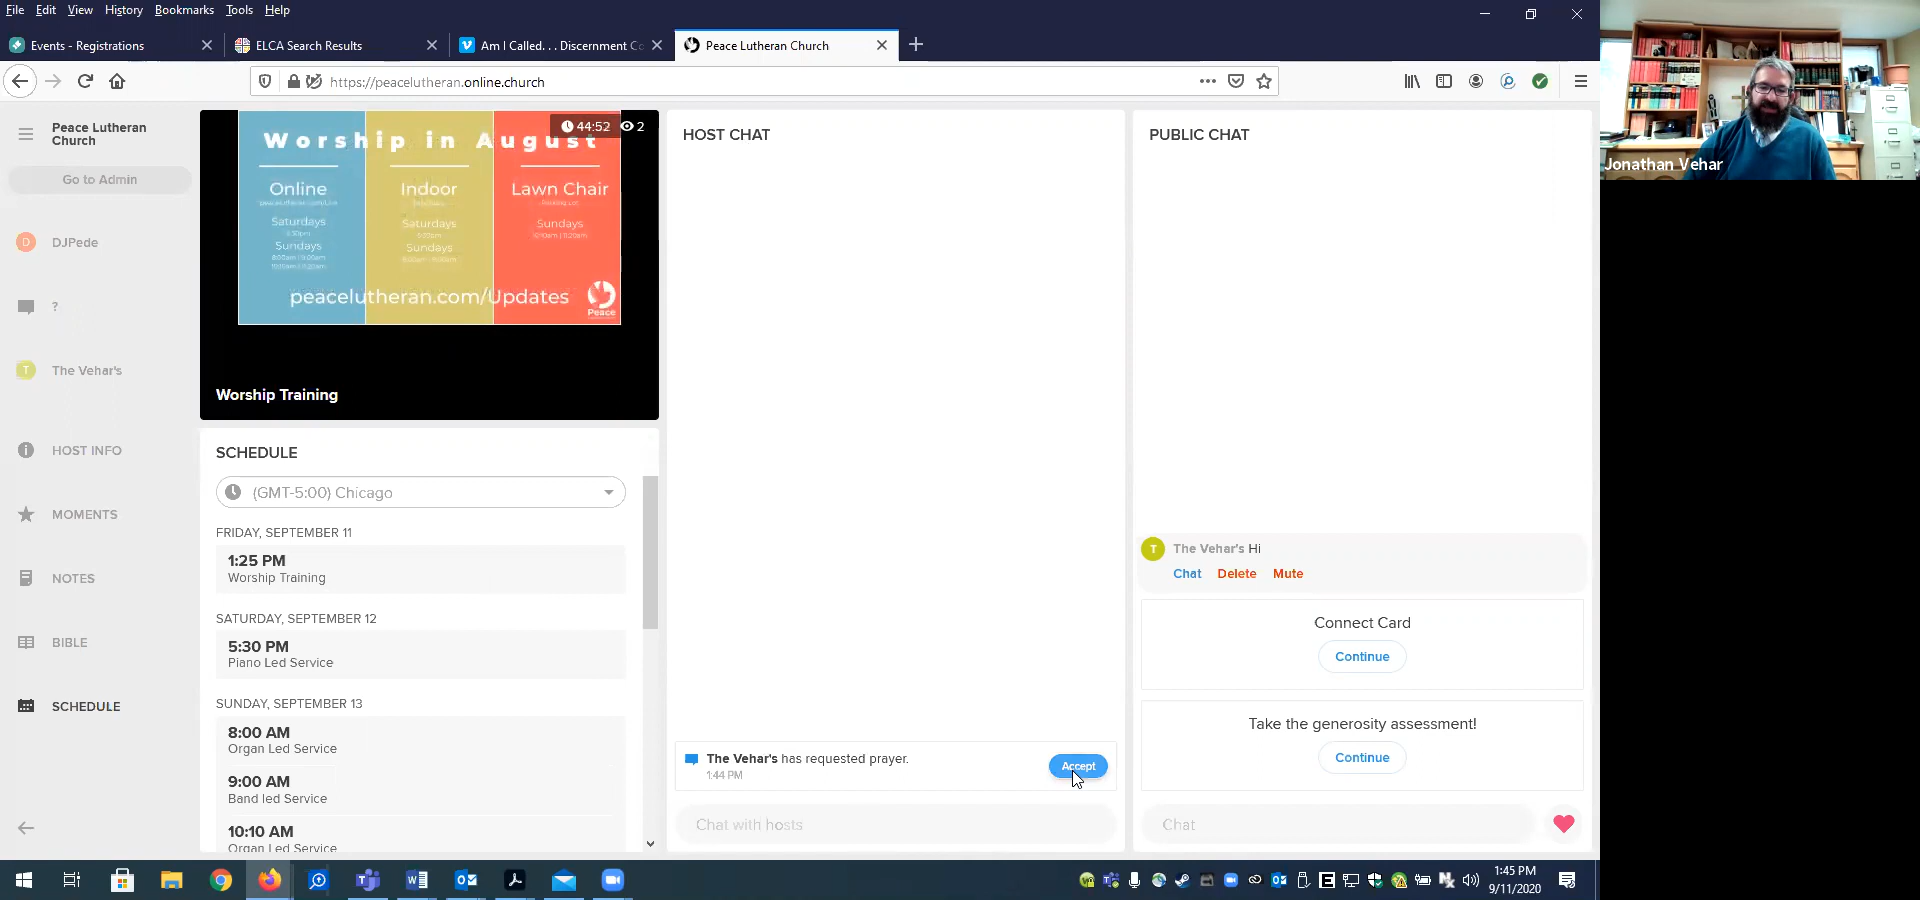 File Edit View History Bookmarks Tools Help
Events - Registrations
ELCA Search Results
Am I Called. . . Discernment Co
Peace Lutheran Church
https://peacelutheran.online.church
Peace Lutheran
Church
Go to Admin
D DJPede
?
T The Vehar's
HOST INFO
MOMENTS
NOTES
BIBLE
SCHEDULE
44:52 2
Worship in August
Online
Saturdays
Sundays
Indoor
Saturdays
Sundays
Lawn Chair
Sundays
peacelutheran.com/Updates
Peace
Worship Training
SCHEDULE
(GMT-5:00) Chicago
FRIDAY, SEPTEMBER 11
1:25 PM
Worship Training
SATURDAY, SEPTEMBER 12
5:30 PM
Piano Led Service
SUNDAY, SEPTEMBER 13
8:00 AM
Organ Led Service
9:00 AM
Band led Service
10:10 AM
Organ Led Service
HOST CHAT
The Vehar's has requested prayer.
1:44 PM
Accept
Chat with hosts
PUBLIC CHAT
T The Vehar's Hi
Chat Delete Mute
Connect Card
Continue
Take the generosity assessment!
Continue
Chat
Jonathan Vehar
1:45 PM
9/11/2020